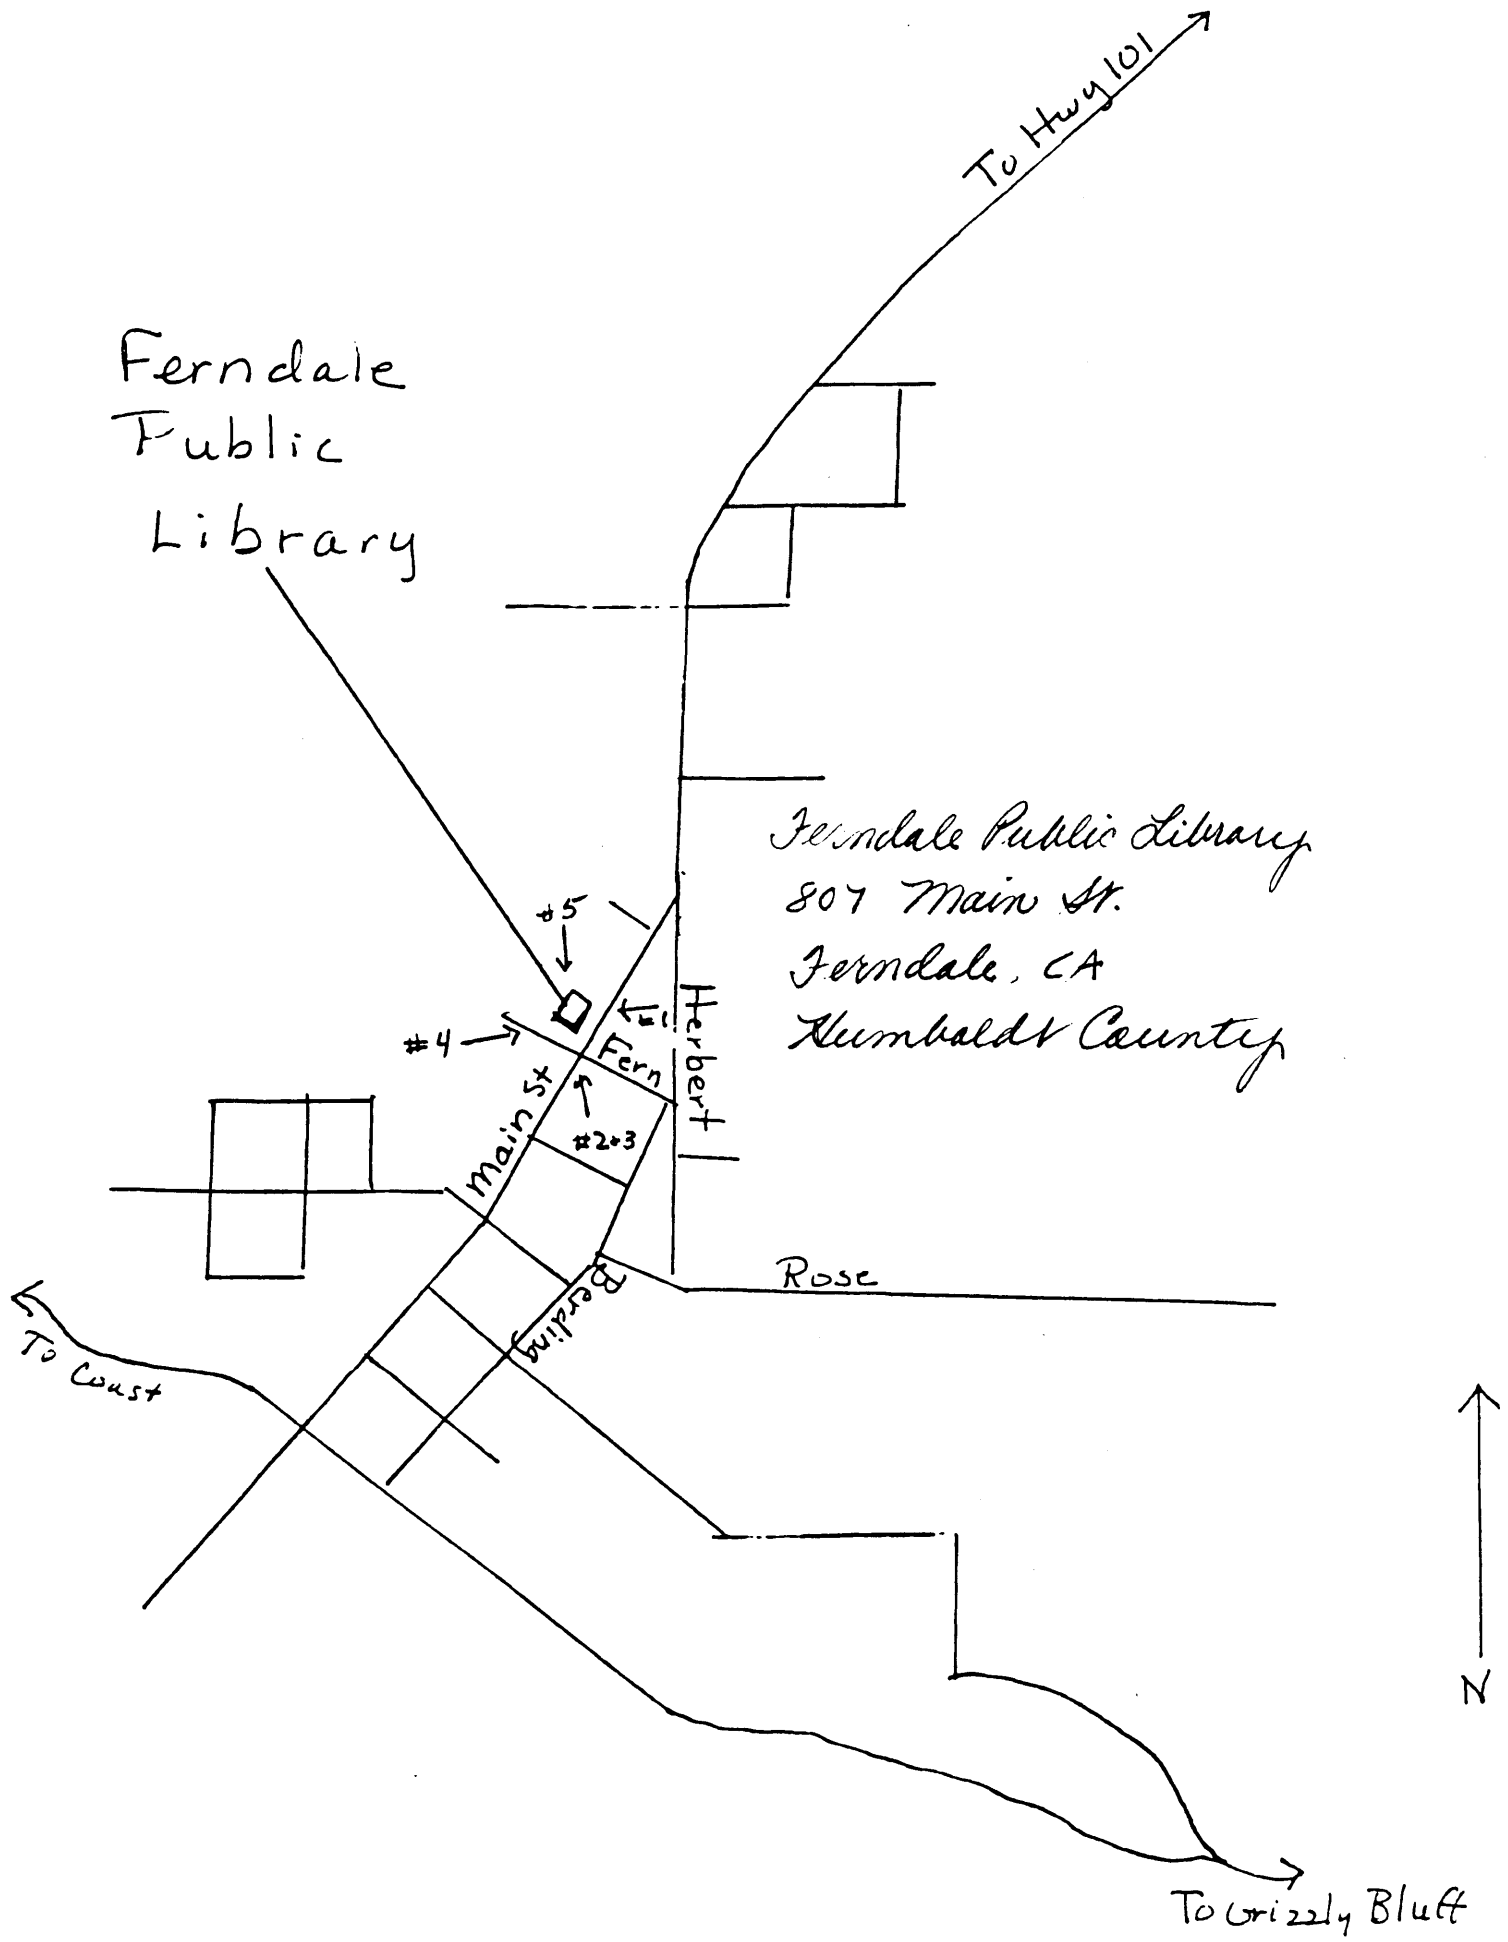 To Hwy 101
Ferndale
Public
Library
Ferndale Public Library
807 Main St.
Ferndale, CA
Humboldt County
#5
#1
#4
Fern
Herbert
Main St
#2+3
Rose
Berding
To Coast
N
To Grizzly Bluff